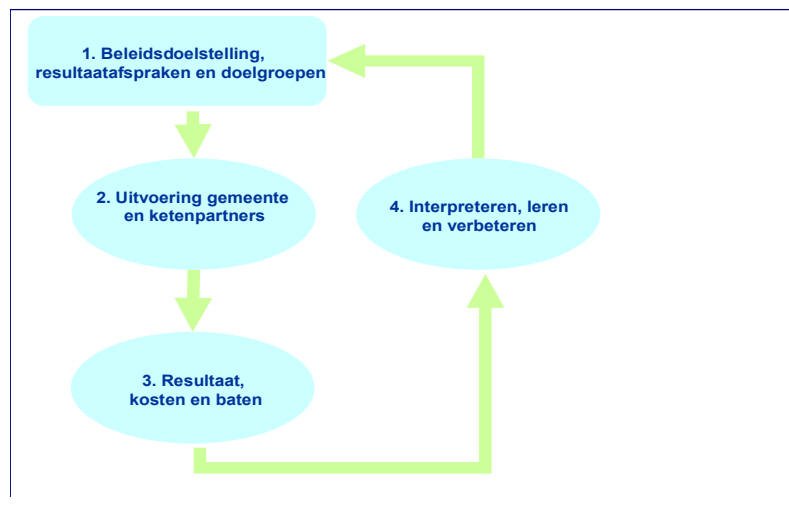 1. Beleidsdoelstelling,
resultaatafspraken en doelgroepen
2. Uitvoering gemeente
en ketenpartners
4. Interpreteren, leren
en verbeteren
3. Resultaat,
kosten en baten